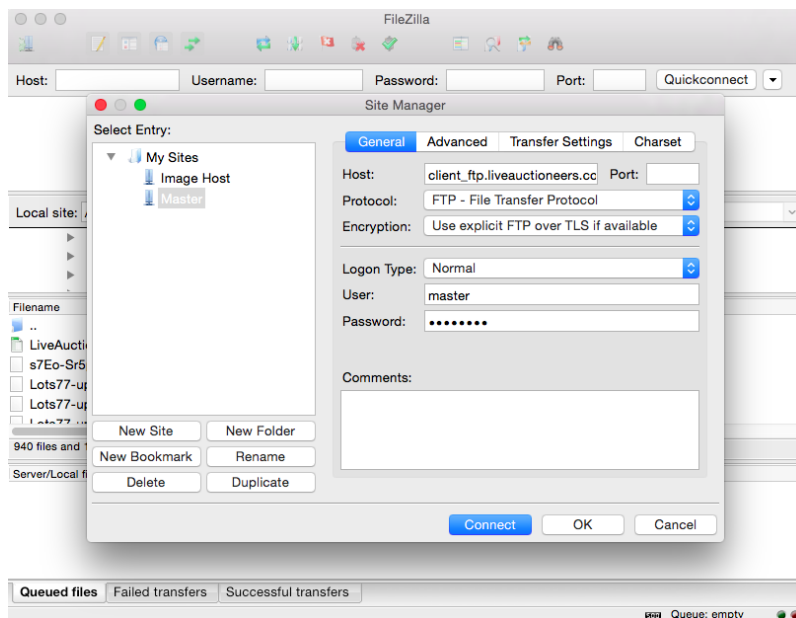 FileZilla
Host: Username: Password: Port: Quickconnect
Site Manager
Select Entry:
My Sites
Image Host
Master
General Advanced Transfer Settings Charset
Host: client_ftp.liveauctioneers.cc Port:
Protocol: FTP - File Transfer Protocol
Encryption: Use explicit FTP over TLS if available
Logon Type: Normal
User: master
Password: ••••••••
Comments:
New Site New Folder
New Bookmark Rename
Delete Duplicate
Connect OK Cancel
Local site:
Filename
..
LiveAucti
s7Eo-Sr5
Lots77-up
Lots77-up
940 files and
Server/Local fi
Queued files Failed transfers Successful transfers
Queue: empty